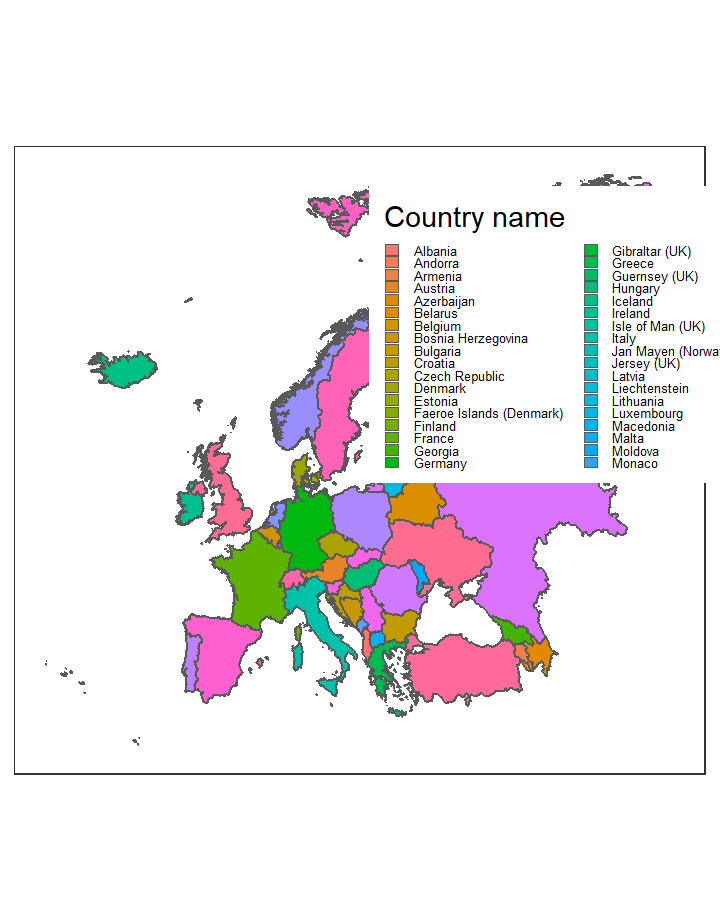 Country name
Albania
Andorra
Armenia
Austria
Azerbaijan
Belarus
Belgium
Bosnia Herzegovina
Bulgaria
Croatia
Czech Republic
Denmark
Estonia
Faeroe Islands (Denmark)
Finland
France
Georgia
Germany
Gibraltar (UK)
Greece
Guernsey (UK)
Hungary
Iceland
Ireland
Isle of Man (UK)
Italy
Jan Mayen (Norwa
Jersey (UK)
Latvia
Liechtenstein
Lithuania
Luxembourg
Macedonia
Malta
Moldova
Monaco